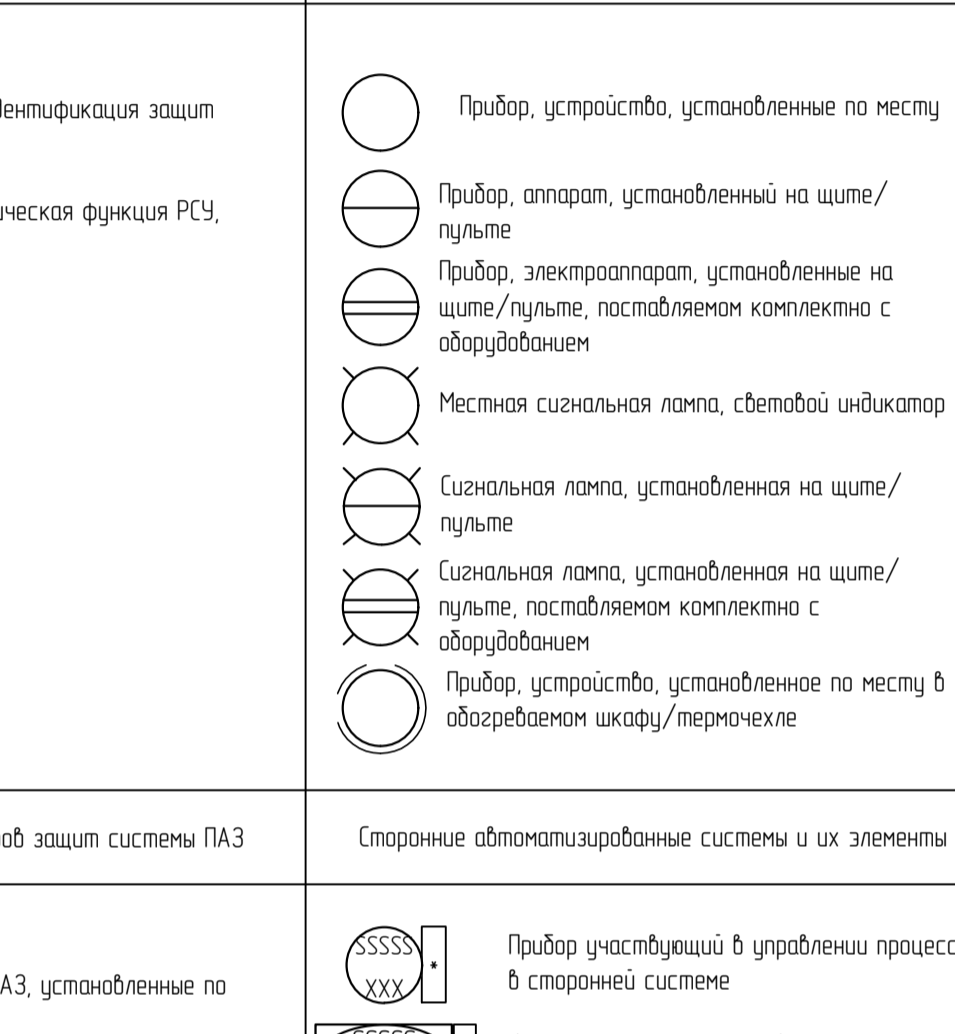 дентификация защит
ическая функция РСУ,
Прибор, устройство, установленные по месту
Прибор, аппарат, установленный на щите/
пульте
Прибор, электроаппарат, установленные на
щите/пульте, поставляемом комплектно с
оборудованием
Местная сигнальная лампа, световой индикатор
Сигнальная лампа, установленная на щите/
пульте
Сигнальная лампа, установленная на щите/
пульте, поставляемом комплектно с
оборудованием
Прибор, устройство, установленное по месту в
обогреваемом шкафу/термочехле
ов защит системы ПАЗ
Сторонние автоматизированные системы и их элементы
АЗ, установленные по
SSSSS
XXX
*
Прибор участвующий в управлении процесс
в сторонней системе